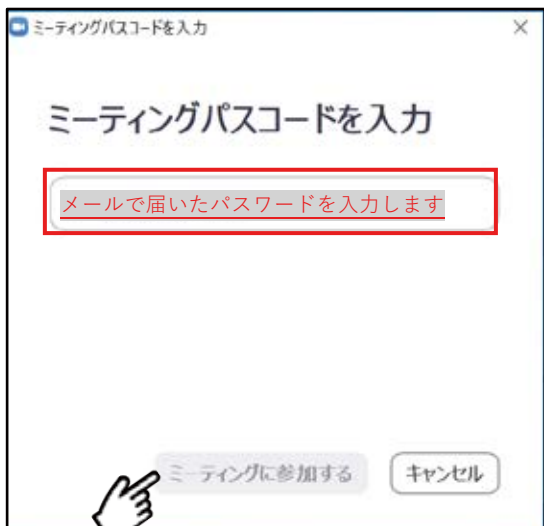 ミーティングパスコードを入力
ミーティングパスコードを入力
メールで届いたパスワードを入力します
ミーティングに参加する
キャンセル